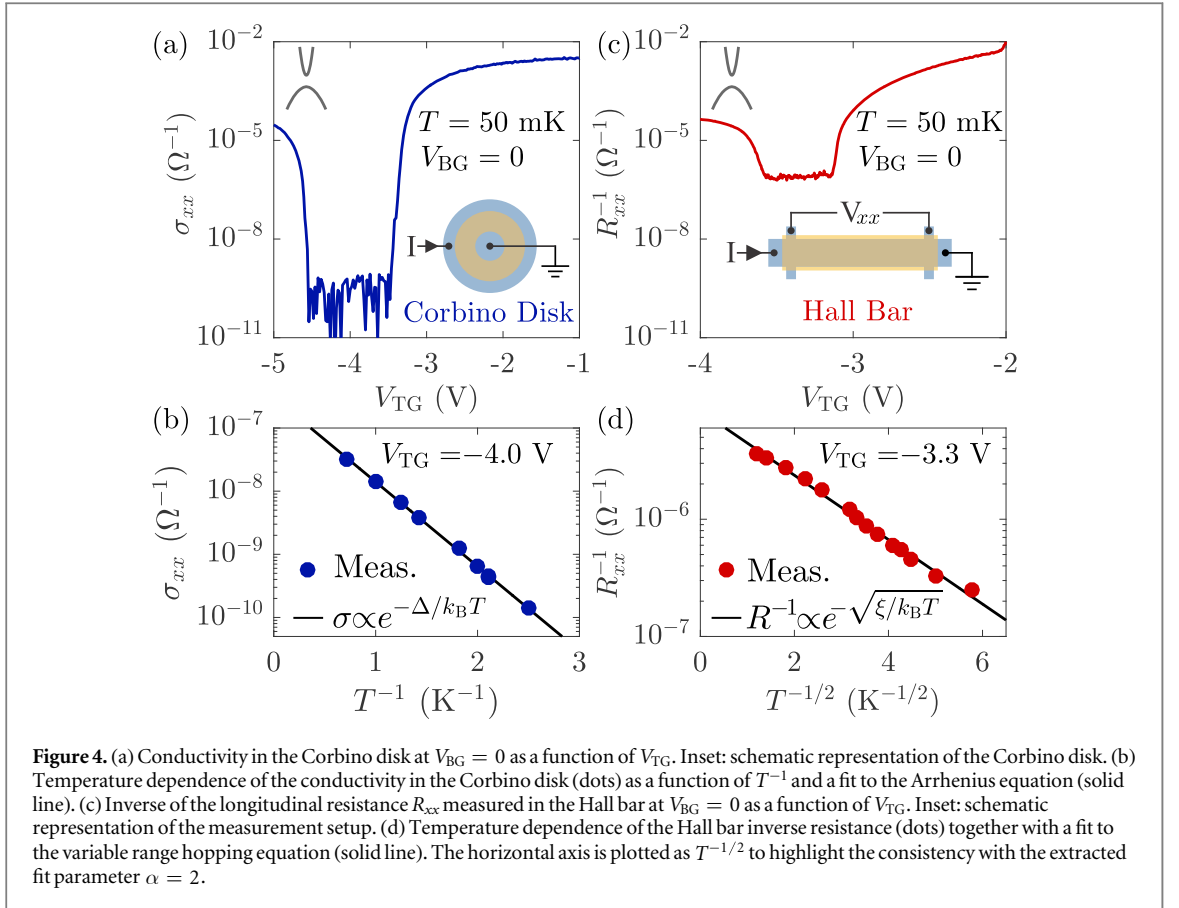 (a)
10^-2
10^-5
10^-8
10^-11
σ_xx (Ω^-1)
T = 50 mK
V_BG = 0
I
Corbino Disk
-5 -4 -3 -2 -1
V_TG (V)
(c)
10^-2
10^-5
10^-8
10^-11
R_xx^-1 (Ω^-1)
T = 50 mK
V_BG = 0
V_xx
I
Hall Bar
-4 -3 -2
V_TG (V)
(b)
10^-7
10^-8
10^-9
10^-10
σ_xx (Ω^-1)
V_TG =−4.0 V
Meas.
σ∝e^-Δ/k_BT
0 1 2 3
T^-1 (K^-1)
(d)
10^-6
10^-7
R_xx^-1 (Ω^-1)
V_TG =−3.3 V
Meas.
R^-1∝e^-√ξ/k_BT
0 2 4 6
T^-1/2 (K^-1/2)
Figure 4. (a) Conductivity in the Corbino disk at V_BG = 0 as a function of V_TG. Inset: schematic representation of the Corbino disk. (b)
Temperature dependence of the conductivity in the Corbino disk (dots) as a function of T^-1 and a fit to the Arrhenius equation (solid
line). (c) Inverse of the longitudinal resistance R_xx measured in the Hall bar at V_BG = 0 as a function of V_TG. Inset: schematic
representation of the measurement setup. (d) Temperature dependence of the Hall bar inverse resistance (dots) together with a fit to
the variable range hopping equation (solid line). The horizontal axis is plotted as T^-1/2 to highlight the consistency with the extracted
fit parameter α = 2.